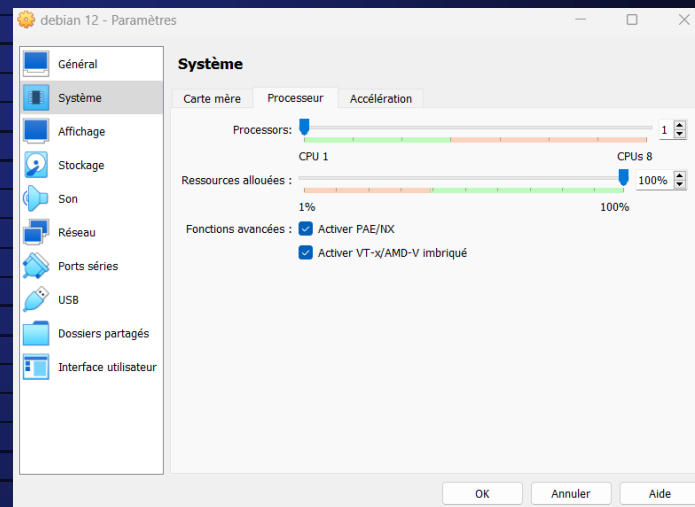 debian 12 - Paramètres
Général
Système
Affichage
Stockage
Son
Réseau
Ports séries
USB
Dossiers partagés
Interface utilisateur
Système
Carte mère Processeur Accélération
Processors: 1
CPU 1 CPUs 8
Ressources allouées : 100%
1% 100%
Fonctions avancées : Activer PAE/NX
Activer VT-x/AMD-V imbriqué
OK Annuler Aide